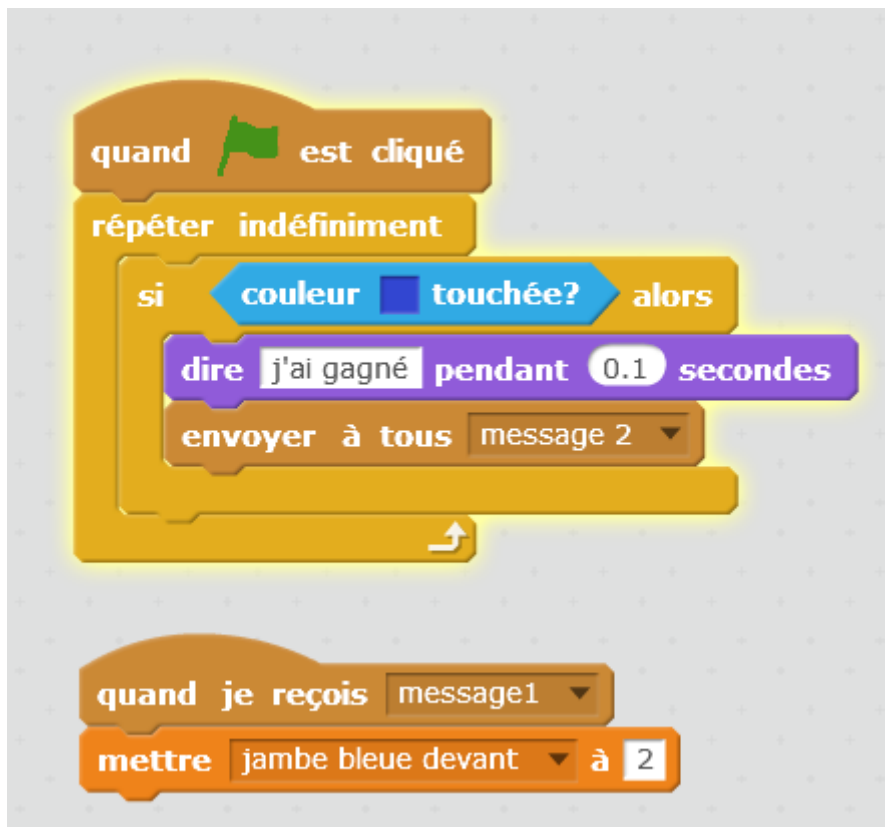 quand est cliqué
répéter indéfiniment
si couleur touchée? alors
dire j'ai gagné pendant 0.1 secondes
envoyer à tous message 2
quand je reçois message1
mettre jambe bleue devant à 2